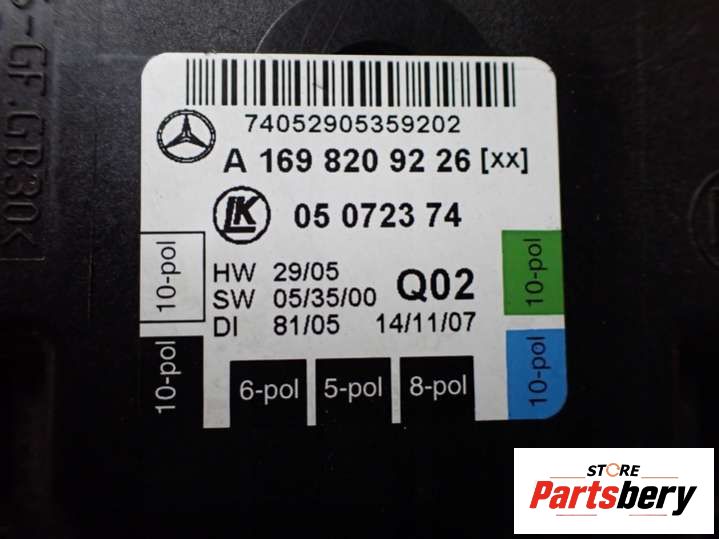 74052905359202
A 169 820 92 26 [xx]
LK 05 0723 74
HW 29/05
SW 05/35/00 Q02
DI 81/05 14/11/07
10-pol
10-pol
10-pol
10-pol
6-pol 5-pol 8-pol
-GF.GB30<
STORE
Partsbery